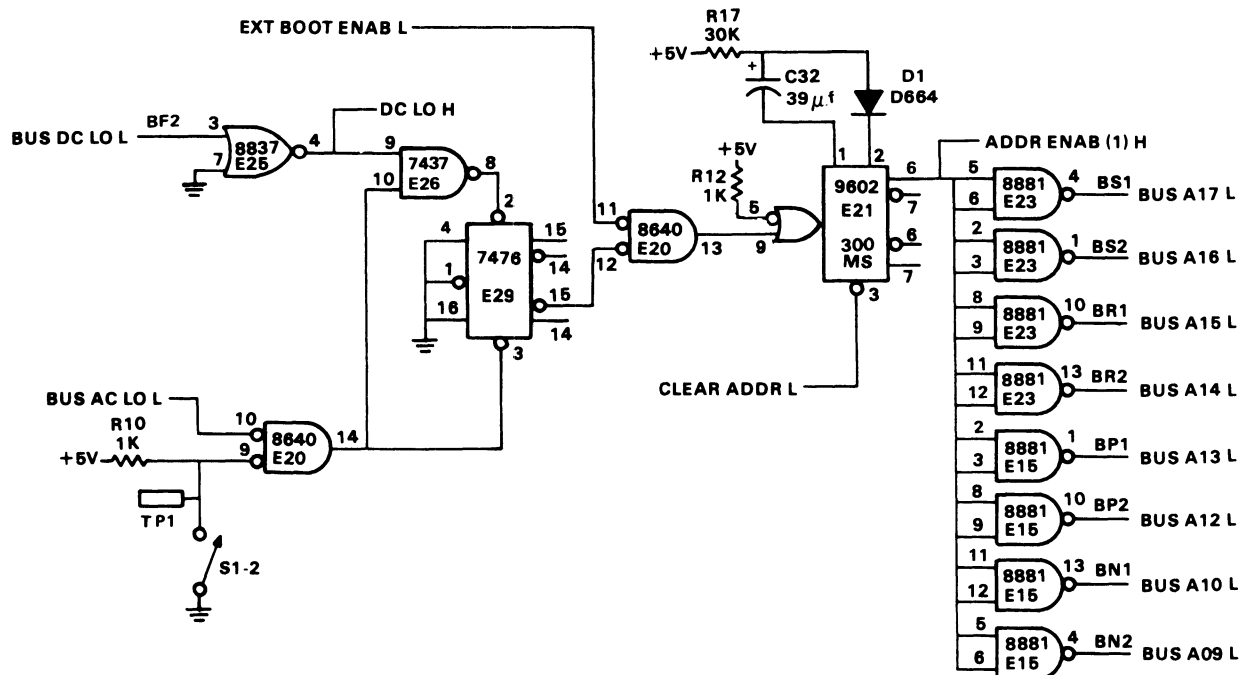 EXT BOOT ENAB L
R17
30K
+5V
+
C32
39 μ.f
D1
D664
DC LO H
BUS DC LO L
BF2
3
7
8837
E25
4
9
10
7437
E26
8
2
4
1
16
7476
E29
15
14
15
14
3
11
12
8640
E20
13
+5V
R12
1K
5
9
1
2
9602
E21
300
MS
6
7
6
7
3
CLEAR ADDR L
ADDR ENAB (1) H
5
6
8881
E23
4
BS1
BUS A17 L
2
3
8881
E23
1
BS2
BUS A16 L
8
9
8881
E23
10
BR1
BUS A15 L
11
12
8881
E23
13
BR2
BUS A14 L
2
3
8881
E15
1
BP1
BUS A13 L
8
9
8881
E15
10
BP2
BUS A12 L
11
12
8881
E15
13
BN1
BUS A10 L
5
6
8881
E15
4
BN2
BUS A09 L
BUS AC LO L
R10
1K
+5V
10
9
8640
E20
14
TP1
S1-2